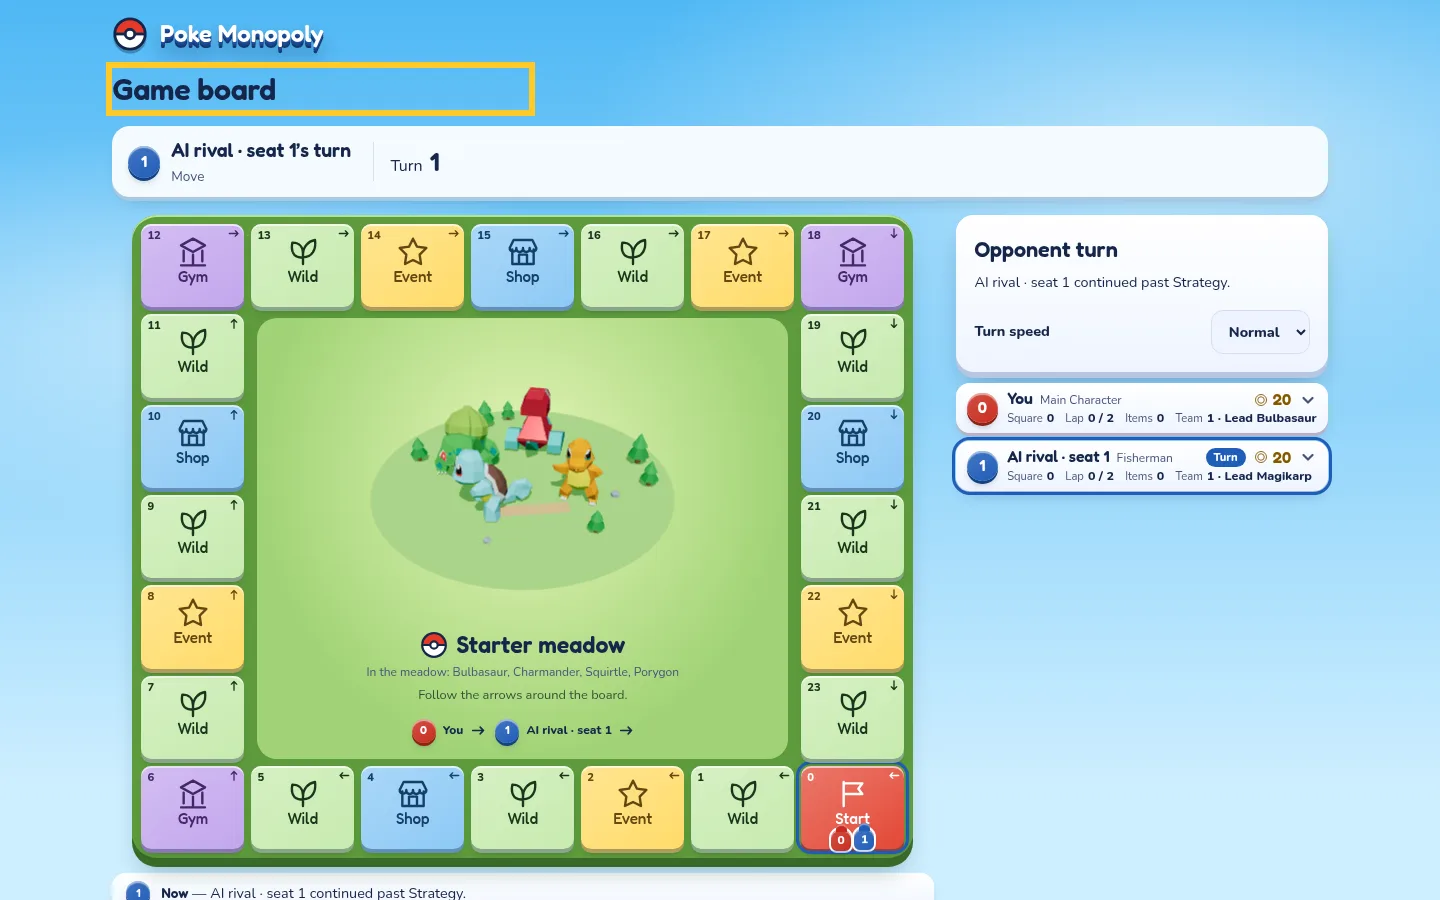 Poke Monopoly
Game board
1 AI rival · seat 1's turn
Move
Turn 1
12 → Gym
13 → Wild
14 → Event
15 → Shop
16 → Wild
17 → Event
18 ↓ Gym
11 ↑ Wild
19 ↓ Wild
10 ↑ Shop
20 ↓ Shop
9 ↑ Wild
21 ↓ Wild
8 ↑ Event
22 ↓ Event
7 ↑ Wild
23 ↓ Wild
6 ↑ Gym
5 ← Wild
4 ← Shop
3 ← Wild
2 ← Event
1 ← Wild
0 ← Start
0 1
Starter meadow
In the meadow: Bulbasaur, Charmander, Squirtle, Porygon
Follow the arrows around the board.
0 You → 1 AI rival · seat 1 →
Opponent turn
AI rival · seat 1 continued past Strategy.
Turn speed Normal
0 You Main Character 20
Square 0 Lap 0 / 2 Items 0 Team 1 · Lead Bulbasaur
1 AI rival · seat 1 Fisherman Turn 20
Square 0 Lap 0 / 2 Items 0 Team 1 · Lead Magikarp
1 Now — AI rival · seat 1 continued past Strategy.